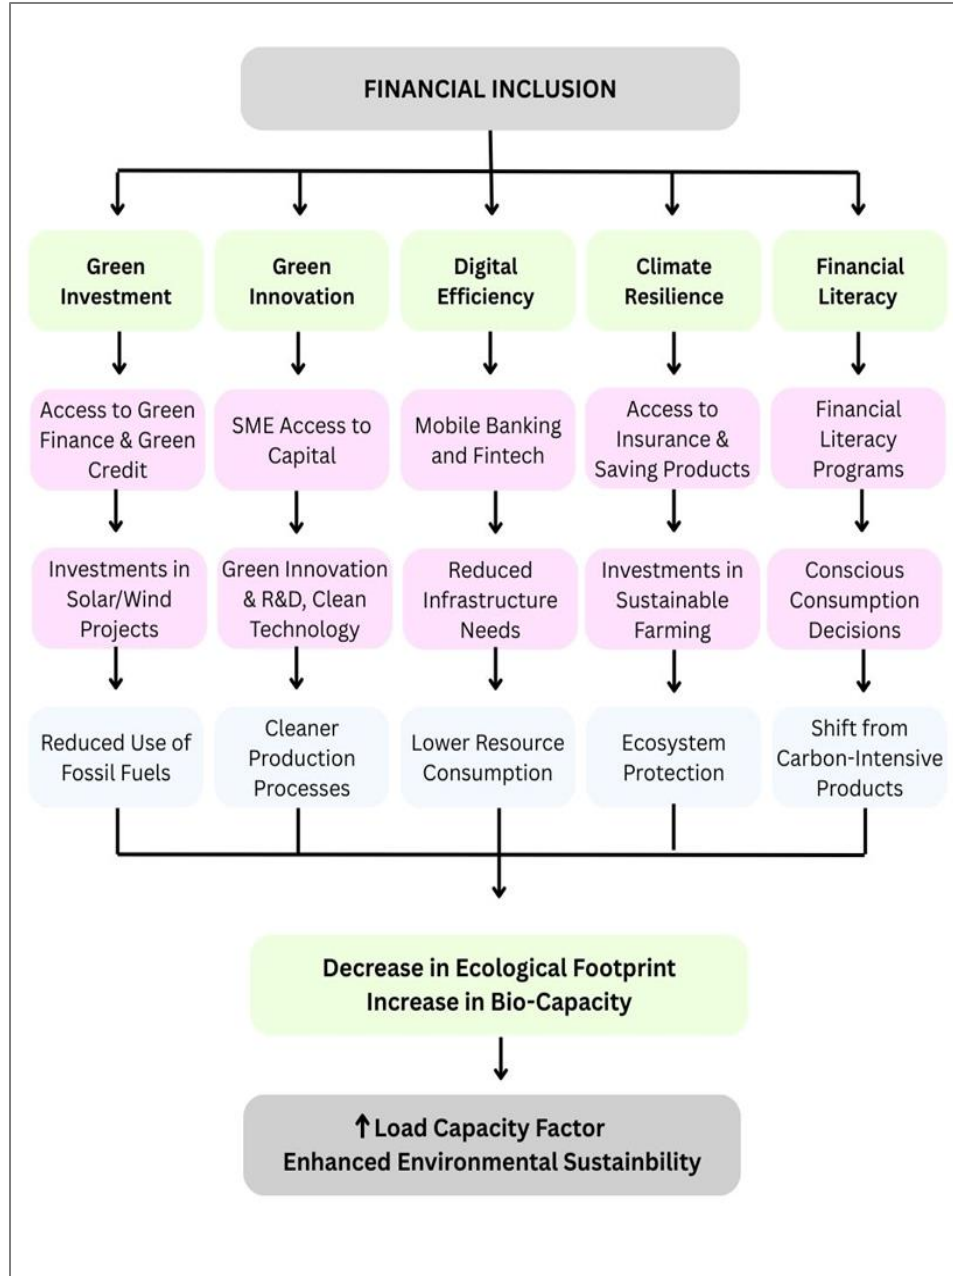 FINANCIAL INCLUSION
Green
Investment
Green
Innovation
Digital
Efficiency
Climate
Resilience
Financial
Literacy
Access to Green
Finance & Green
Credit
SME Access to
Capital
Mobile Banking
and Fintech
Access to
Insurance &
Saving Products
Financial
Literacy
Programs
Investments in
Solar/Wind
Projects
Green Innovation
& R&D, Clean
Technology
Reduced
Infrastructure
Needs
Investments in
Sustainable
Farming
Conscious
Consumption
Decisions
Reduced Use of
Fossil Fuels
Cleaner
Production
Processes
Lower Resource
Consumption
Ecosystem
Protection
Shift from
Carbon-Intensive
Products
Decrease in Ecological Footprint
Increase in Bio-Capacity
↑Load Capacity Factor
Enhanced Environmental Sustainbility